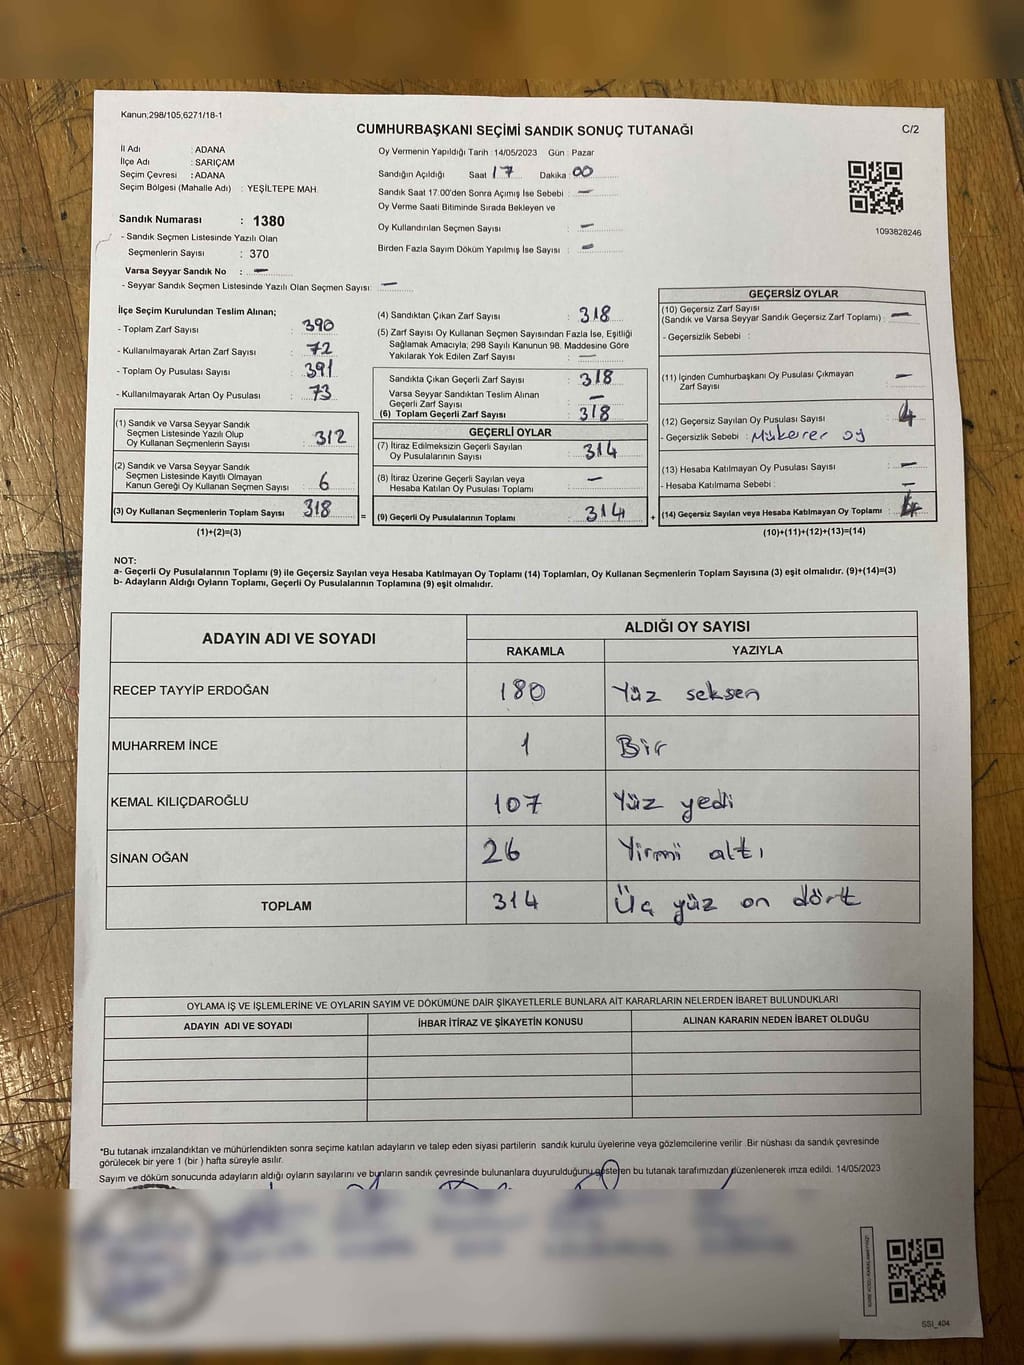 Kanun;298/105;6271/18-1
CUMHURBAŞKANI SEÇİMİ SANDIK SONUÇ TUTANAĞI
C/2
İl Adı : ADANA
İlçe Adı : SARIÇAM
Seçim Çevresi : ADANA
Seçim Bölgesi (Mahalle Adı) : YEŞİLTEPE MAH.
Sandık Numarası : 1380
- Sandık Seçmen Listesinde Yazılı Olan
Seçmenlerin Sayısı : 370
Varsa Seyyar Sandık No : —
- Seyyar Sandık Seçmen Listesinde Yazılı Olan Seçmen Sayısı: —
Oy Vermenin Yapıldığı Tarih : 14/05/2023 Gün : Pazar
Sandığın Açıldığı Saat 17 Dakika : 00
Sandık Saat 17.00'den Sonra Açımış İse Sebebi : —
Oy Verme Saati Bitiminde Sırada Bekleyen ve
Oy Kullandırılan Seçmen Sayısı : —
Birden Fazla Sayım Döküm Yapılmış İse Sayısı : —
1093828246
İlçe Seçim Kurulundan Teslim Alınan;
- Toplam Zarf Sayısı : 390
- Kullanılmayarak Artan Zarf Sayısı : 72
- Toplam Oy Pusulası Sayısı : 391
- Kullanılmayarak Artan Oy Pusulası : 73
(1) Sandık ve Varsa Seyyar Sandık
Seçmen Listesinde Yazılı Olup
Oy Kullanan Seçmenlerin Sayısı : 312
(2) Sandık ve Varsa Seyyar Sandık
Seçmen Listesinde Kayıtlı Olmayan
Kanun Gereği Oy Kullanan Seçmen Sayısı : 6
(3) Oy Kullanan Seçmenlerin Toplam Sayısı : 318
(1)+(2)=(3)
=
(4) Sandıktan Çıkan Zarf Sayısı : 318
(5) Zarf Sayısı Oy Kullanan Seçmen Sayısından Fazla İse, Eşitliği
Sağlamak Amacıyla; 298 Sayılı Kanunun 98. Maddesine Göre
Yakılarak Yok Edilen Zarf Sayısı : —
Sandıkta Çıkan Geçerli Zarf Sayısı : 318
Varsa Seyyar Sandıktan Teslim Alınan
Geçerli Zarf Sayısı : —
(6) Toplam Geçerli Zarf Sayısı : 318
GEÇERLİ OYLAR
(7) İtiraz Edilmeksizin Geçerli Sayılan
Oy Pusulalarının Sayısı : 314
(8) İtiraz Üzerine Geçerli Sayılan veya
Hesaba Katılan Oy Pusulası Toplamı : —
(9) Geçerli Oy Pusulalarının Toplamı : 314
+
GEÇERSİZ OYLAR
(10) Geçersiz Zarf Sayısı
(Sandık ve Varsa Seyyar Sandık Geçersiz Zarf Toplamı) : —
- Geçersizlik Sebebi :
(11) İçinden Cumhurbaşkanı Oy Pusulası Çıkmayan
Zarf Sayısı : —
(12) Geçersiz Sayılan Oy Pusulası Sayısı : 4
- Geçersizlik Sebebi : Mükerer oy
(13) Hesaba Katılmayan Oy Pusulası Sayısı : —
- Hesaba Katılmama Sebebi : —
(14) Geçersiz Sayılan veya Hesaba Katılmayan Oy Toplamı : 4
(10)+(11)+(12)+(13)=(14)
NOT:
a- Geçerli Oy Pusulalarının Toplamı (9) ile Geçersiz Sayılan veya Hesaba Katılmayan Oy Toplamı (14) Toplamları, Oy Kullanan Seçmenlerin Toplam Sayısına (3) eşit olmalıdır. (9)+(14)=(3)
b- Adayların Aldığı Oyların Toplamı, Geçerli Oy Pusulalarının Toplamına (9) eşit olmalıdır.
ADAYIN ADI VE SOYADI
ALDIĞI OY SAYISI
RAKAMLA YAZIYLA
RECEP TAYYİP ERDOĞAN 180 Yüz seksen
MUHARREM İNCE 1 Bir
KEMAL KILIÇDAROĞLU 107 Yüz yedi
SİNAN OĞAN 26 Yirmi altı
TOPLAM 314 Üç yüz on dört
OYLAMA İŞ VE İŞLEMLERİNE VE OYLARIN SAYIM VE DÖKÜMÜNE DAİR ŞİKAYETLERLE BUNLARA AİT KARARLARIN NELERDEN İBARET BULUNDUKLARI
ADAYIN ADI VE SOYADI İHBAR İTİRAZ VE ŞİKAYETİN KONUSU ALINAN KARARIN NEDEN İBARET OLDUĞU
*Bu tutanak imzalandıktan ve mühürlendikten sonra seçime katılan adayların ve talep eden siyasi partilerin sandık kurulu üyelerine veya gözlemcilerine verilir .Bir nüshası da sandık çevresinde
görülecek bir yere 1 (bir ) hafta süreyle asılır.
Sayım ve döküm sonucunda adayların aldığı oyların sayılarını ve bunların sandık çevresinde bulunanlara duyurulduğunu gösteren bu tutanak tarafımızdan düzenlenerek imza edildi. 14/05/2023
SSI_404